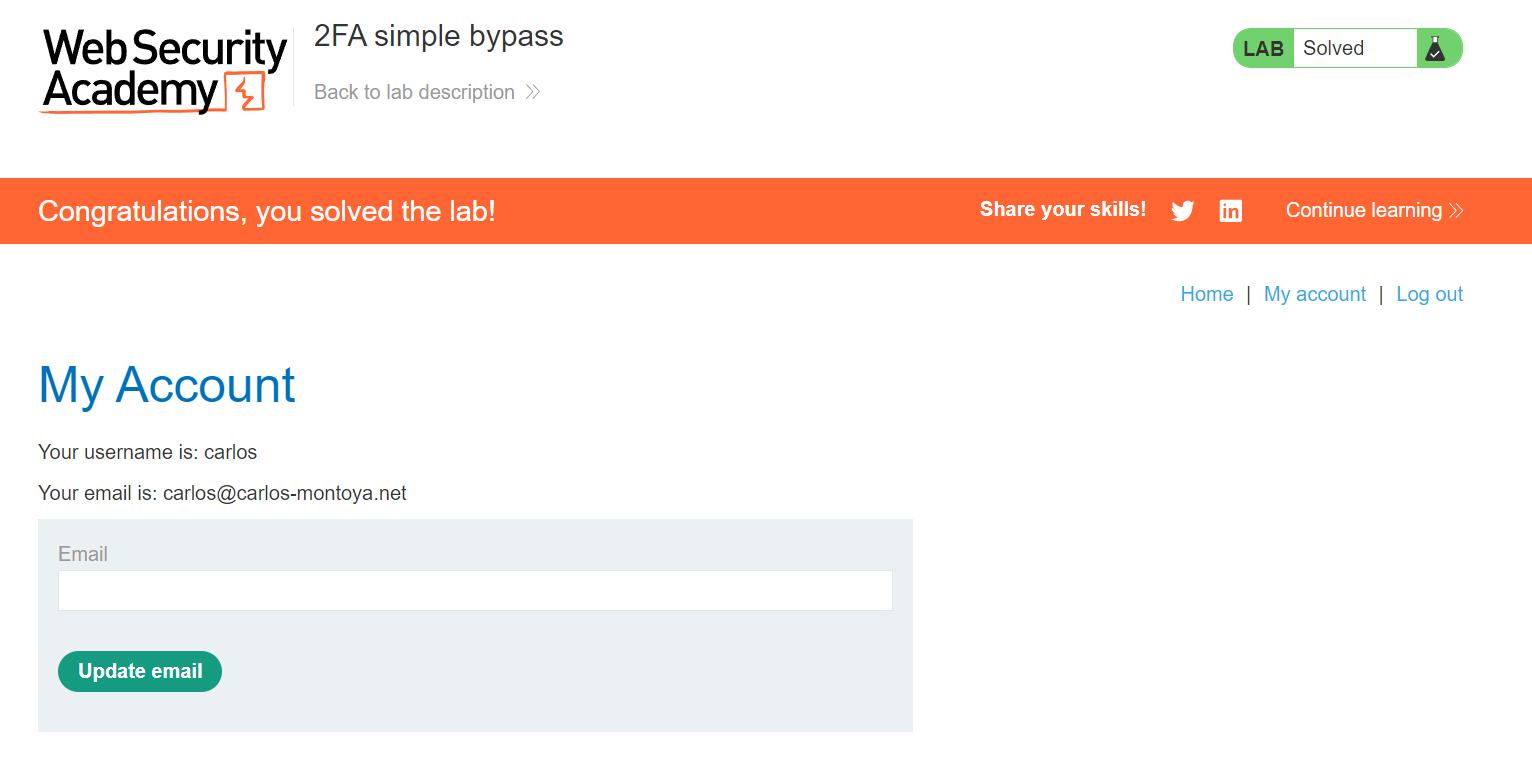 Web Security
Academy
2FA simple bypass
Back to lab description
LAB Solved
Congratulations, you solved the lab!
Share your skills!
Continue learning
Home | My account | Log out
My Account
Your username is: carlos
Your email is: carlos@carlos-montoya.net
Email
Update email